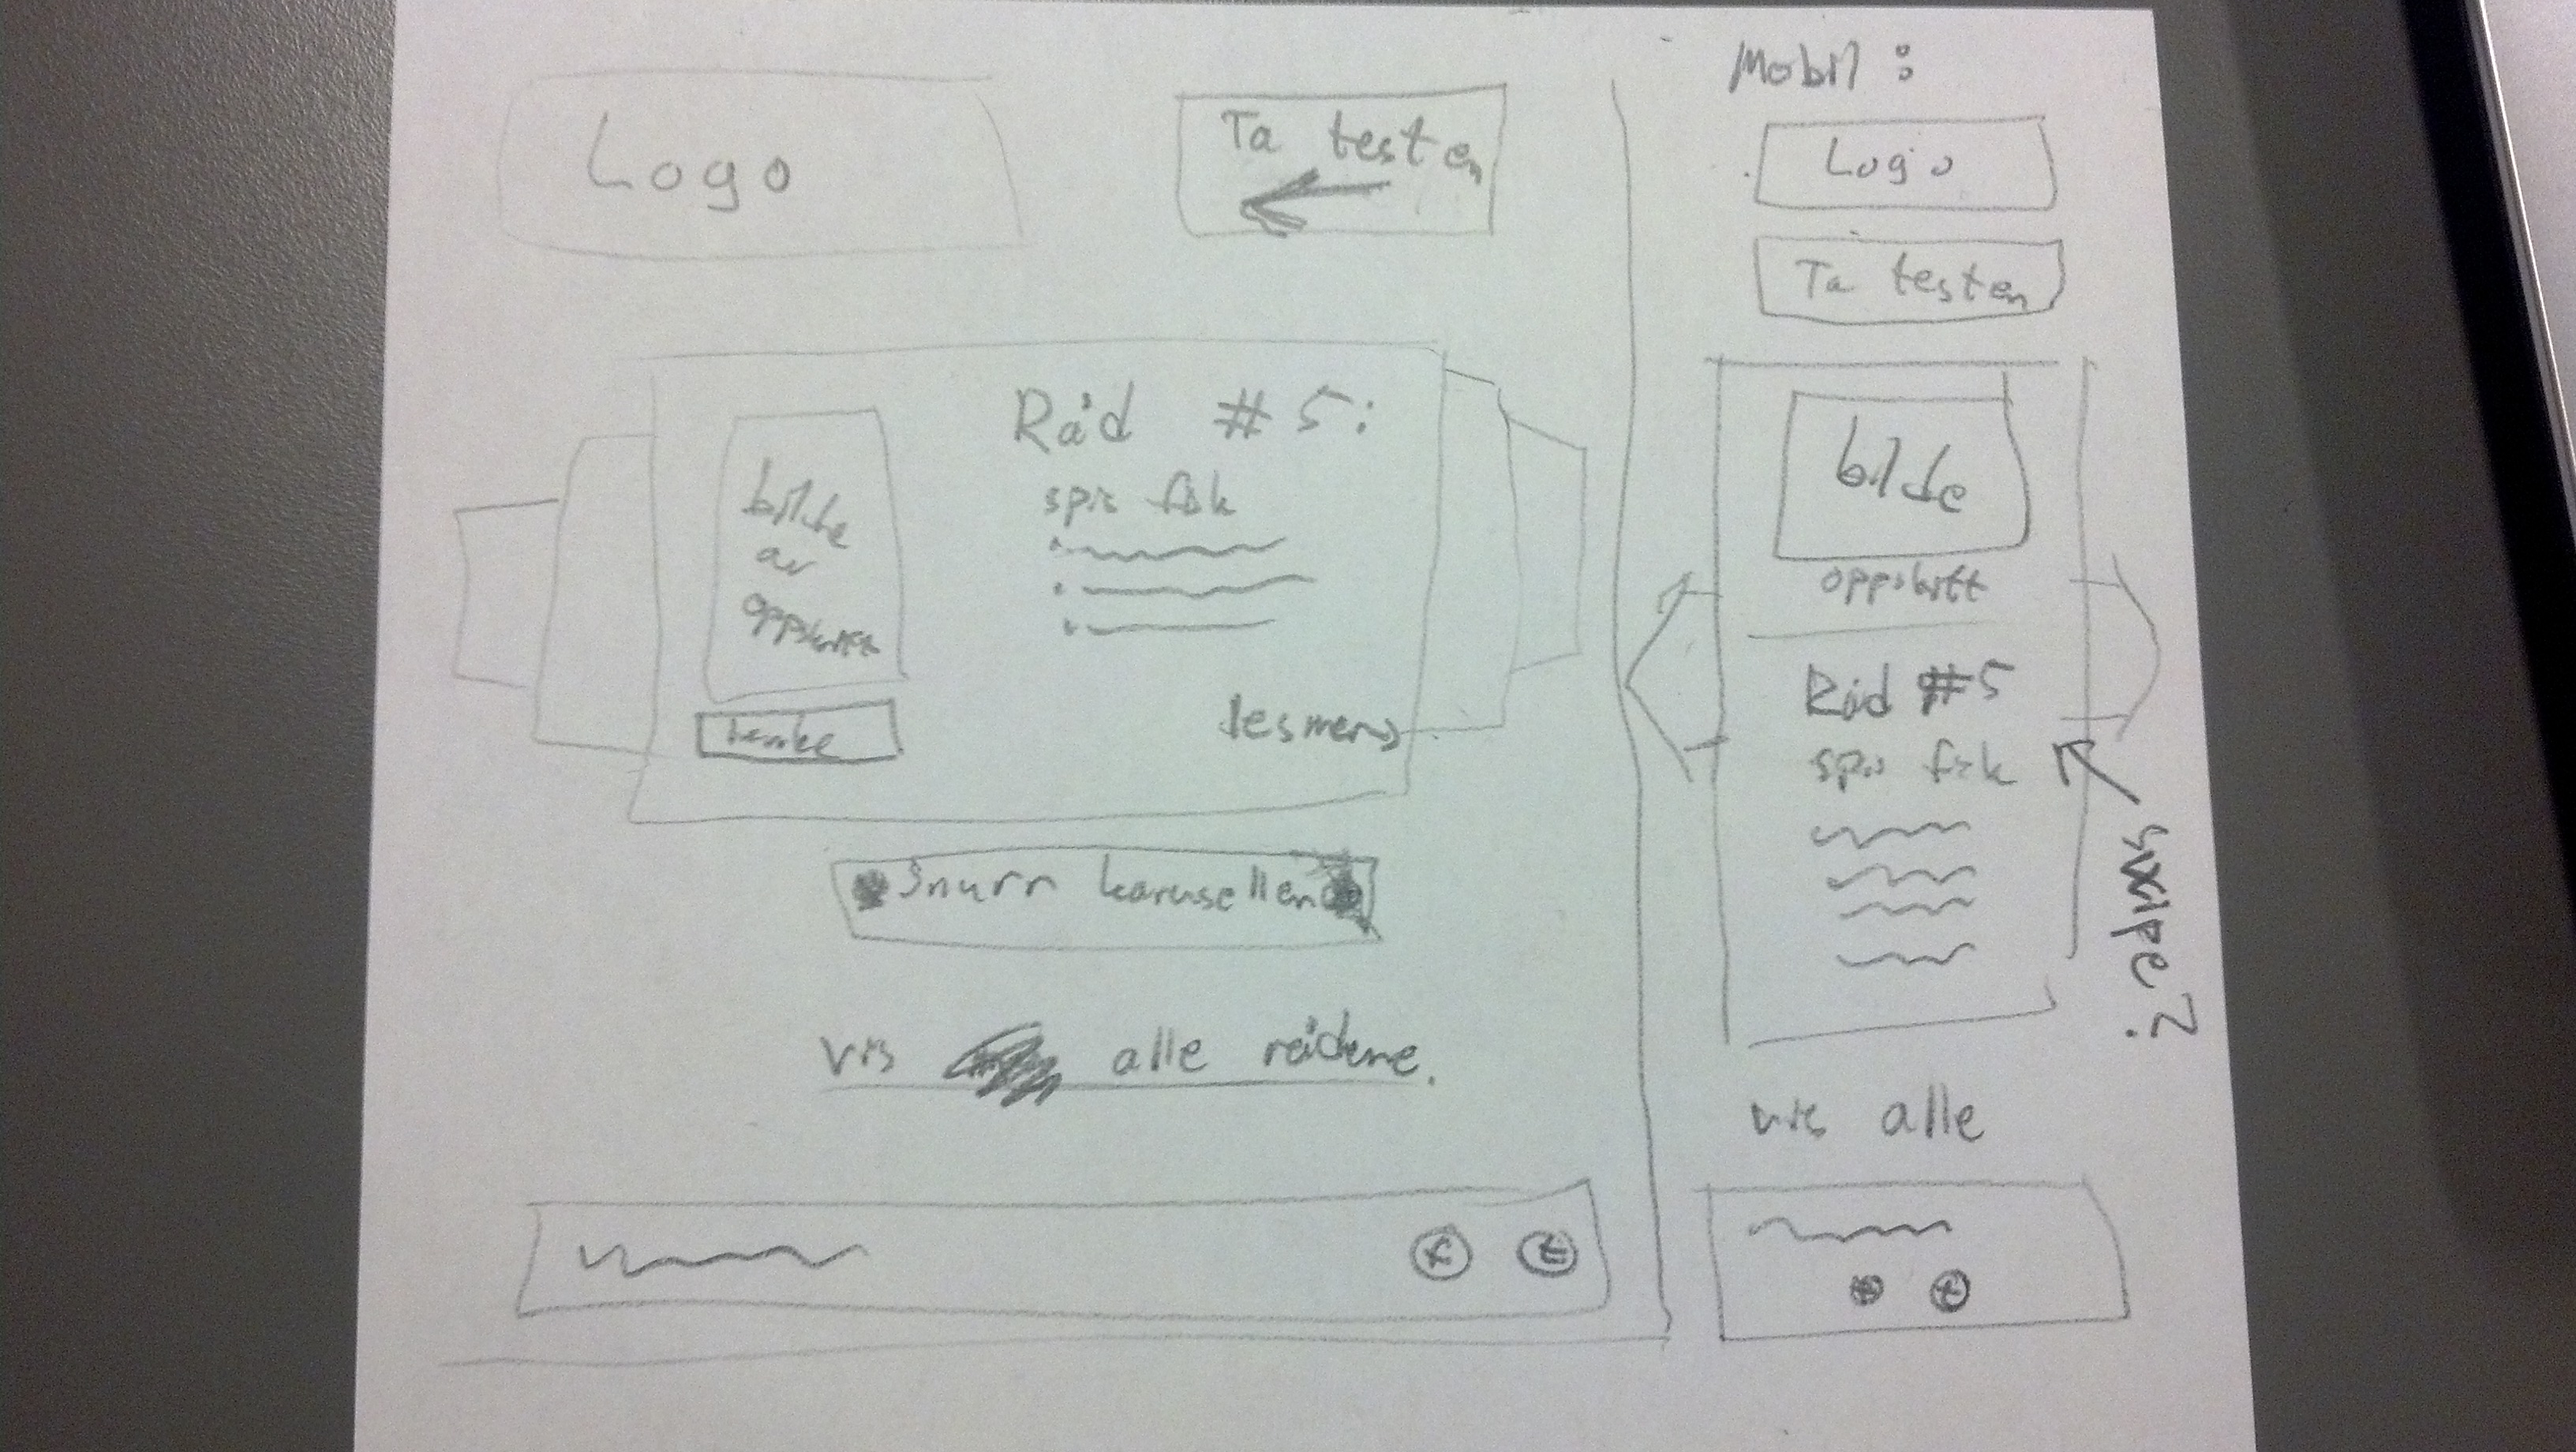 Logo
Ta testen
Råd #5:
spis fisk
bilde
av
oppskrift
lenke
les mer
Snurr karusellen
vis alle rådene.
Mobil:
Logo
Ta testen
bilde
oppskrift
Råd #5
spis fisk
swipe?
vis alle